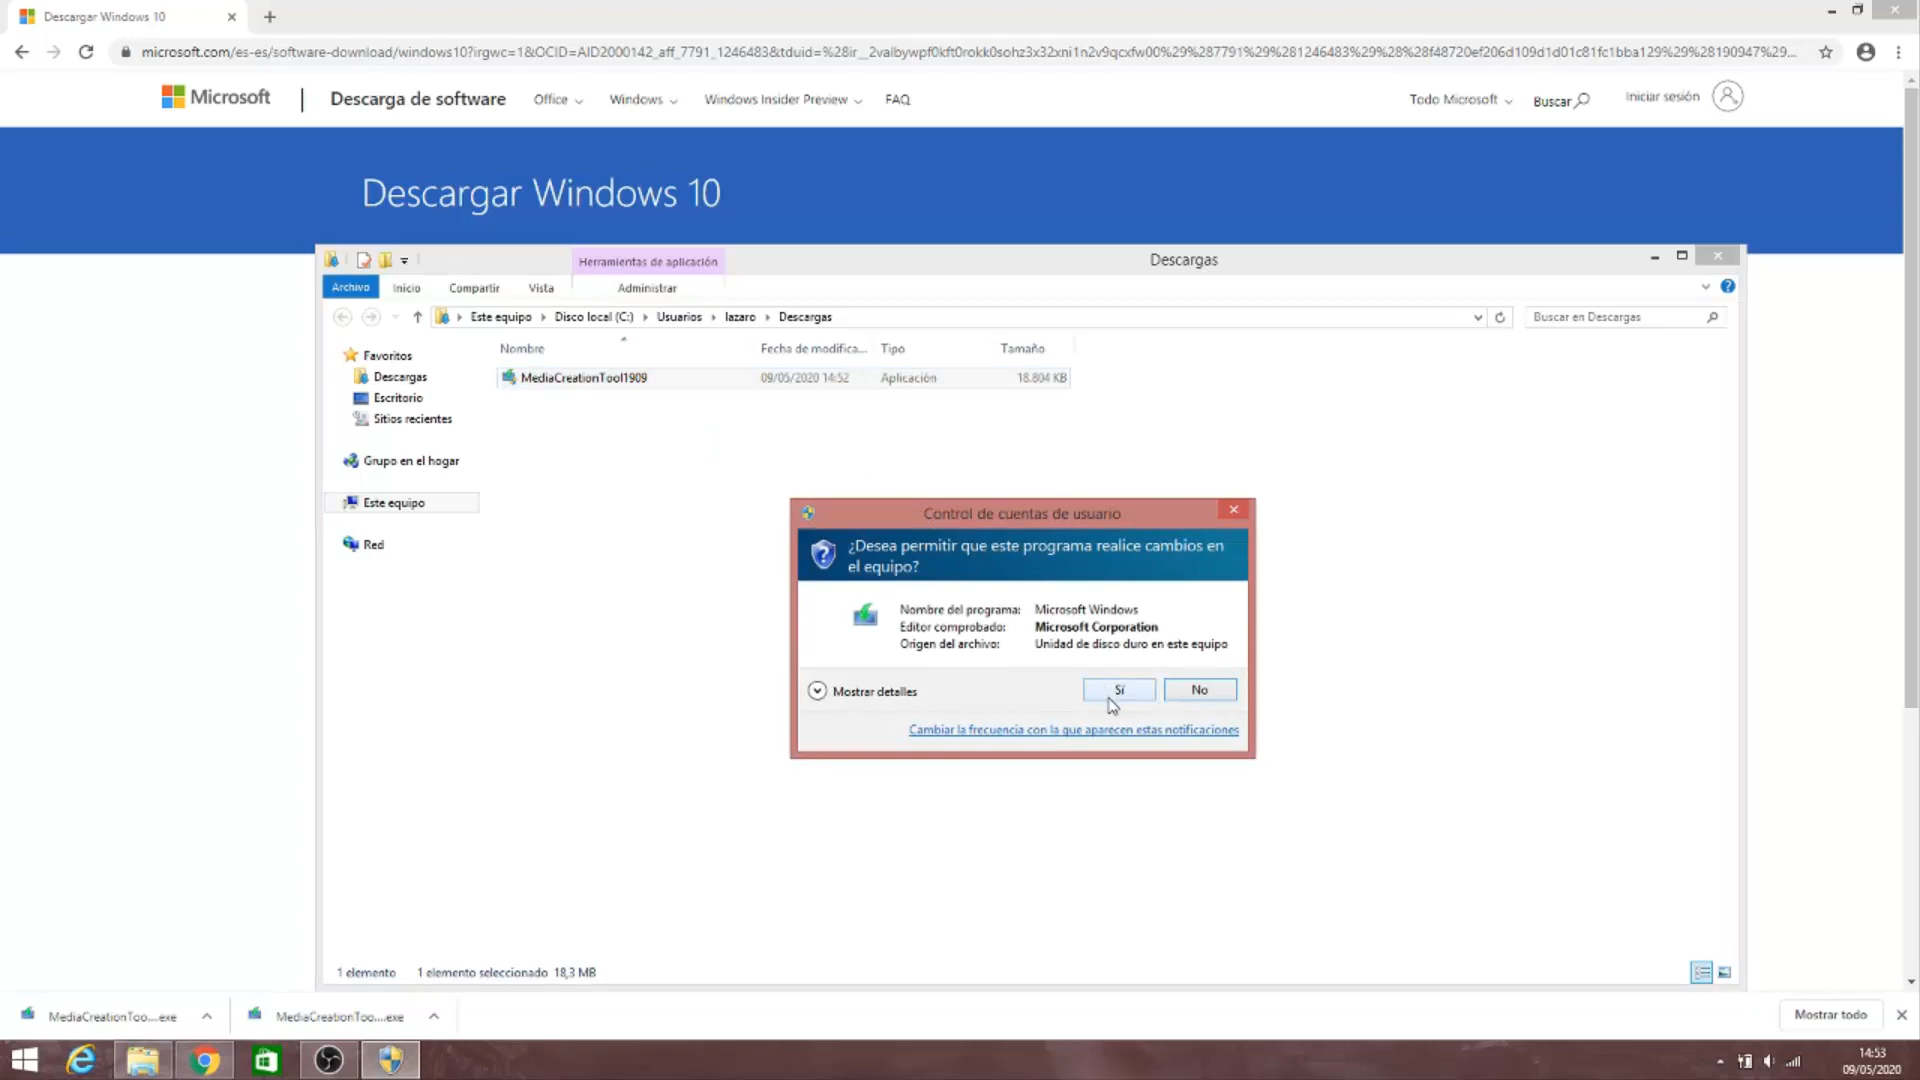 Descargar Windows 10
microsoft.com/es-es/software-download/windows10?irgwc=1&OCID=AID2000142_aff_7791_1246483&tduid=%28ir__2valbywpf0kft0rokk0sohz3x32xni1n2v9qcxfw00%29%287791%29%281246483%29%28%28f48720ef206d109d1d01c81fc1bba129%29%28190947%29...
Microsoft
Descarga de software
Office
Windows
Windows Insider Preview
FAQ
Todo Microsoft
Buscar
Iniciar sesión
Descargar Windows 10
Herramientas de aplicación
Descargas
Archivo
Inicio
Compartir
Vista
Administrar
Este equipo
Disco local (C:)
Usuarios
lazaro
Descargas
Buscar en Descargas
Nombre
Fecha de modifica...
Tipo
Tamaño
MediaCreationTool1909
09/05/2020 14:52
Aplicación
18.804 KB
Favoritos
Descargas
Escritorio
Sitios recientes
Grupo en el hogar
Este equipo
Red
Control de cuentas de usuario
¿Desea permitir que este programa realice cambios en
el equipo?
Nombre del programa: Microsoft Windows
Editor comprobado: Microsoft Corporation
Origen del archivo: Unidad de disco duro en este equipo
Mostrar detalles
Sí
No
Cambiar la frecuencia con la que aparecen estas notificaciones
1 elemento
1 elemento seleccionado 18,3 MB
MediaCreationToo....exe
MediaCreationToo....exe
Mostrar todo
14:53
09/05/2020